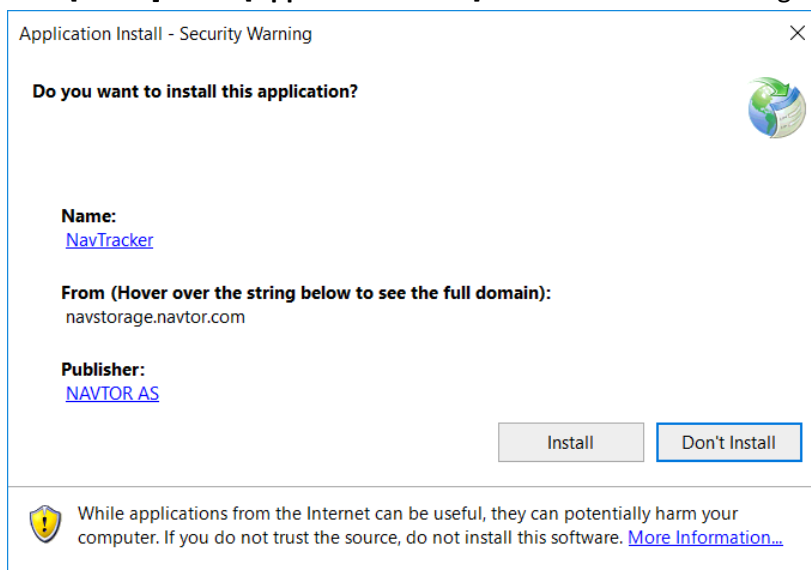 Application Install - Security Warning
Do you want to install this application?
Name:
NavTracker
From (Hover over the string below to see the full domain):
navstorage.navtor.com
Publisher:
NAVTOR AS
Install
Don't Install
While applications from the Internet can be useful, they can potentially harm your
computer. If you do not trust the source, do not install this software. More Information...